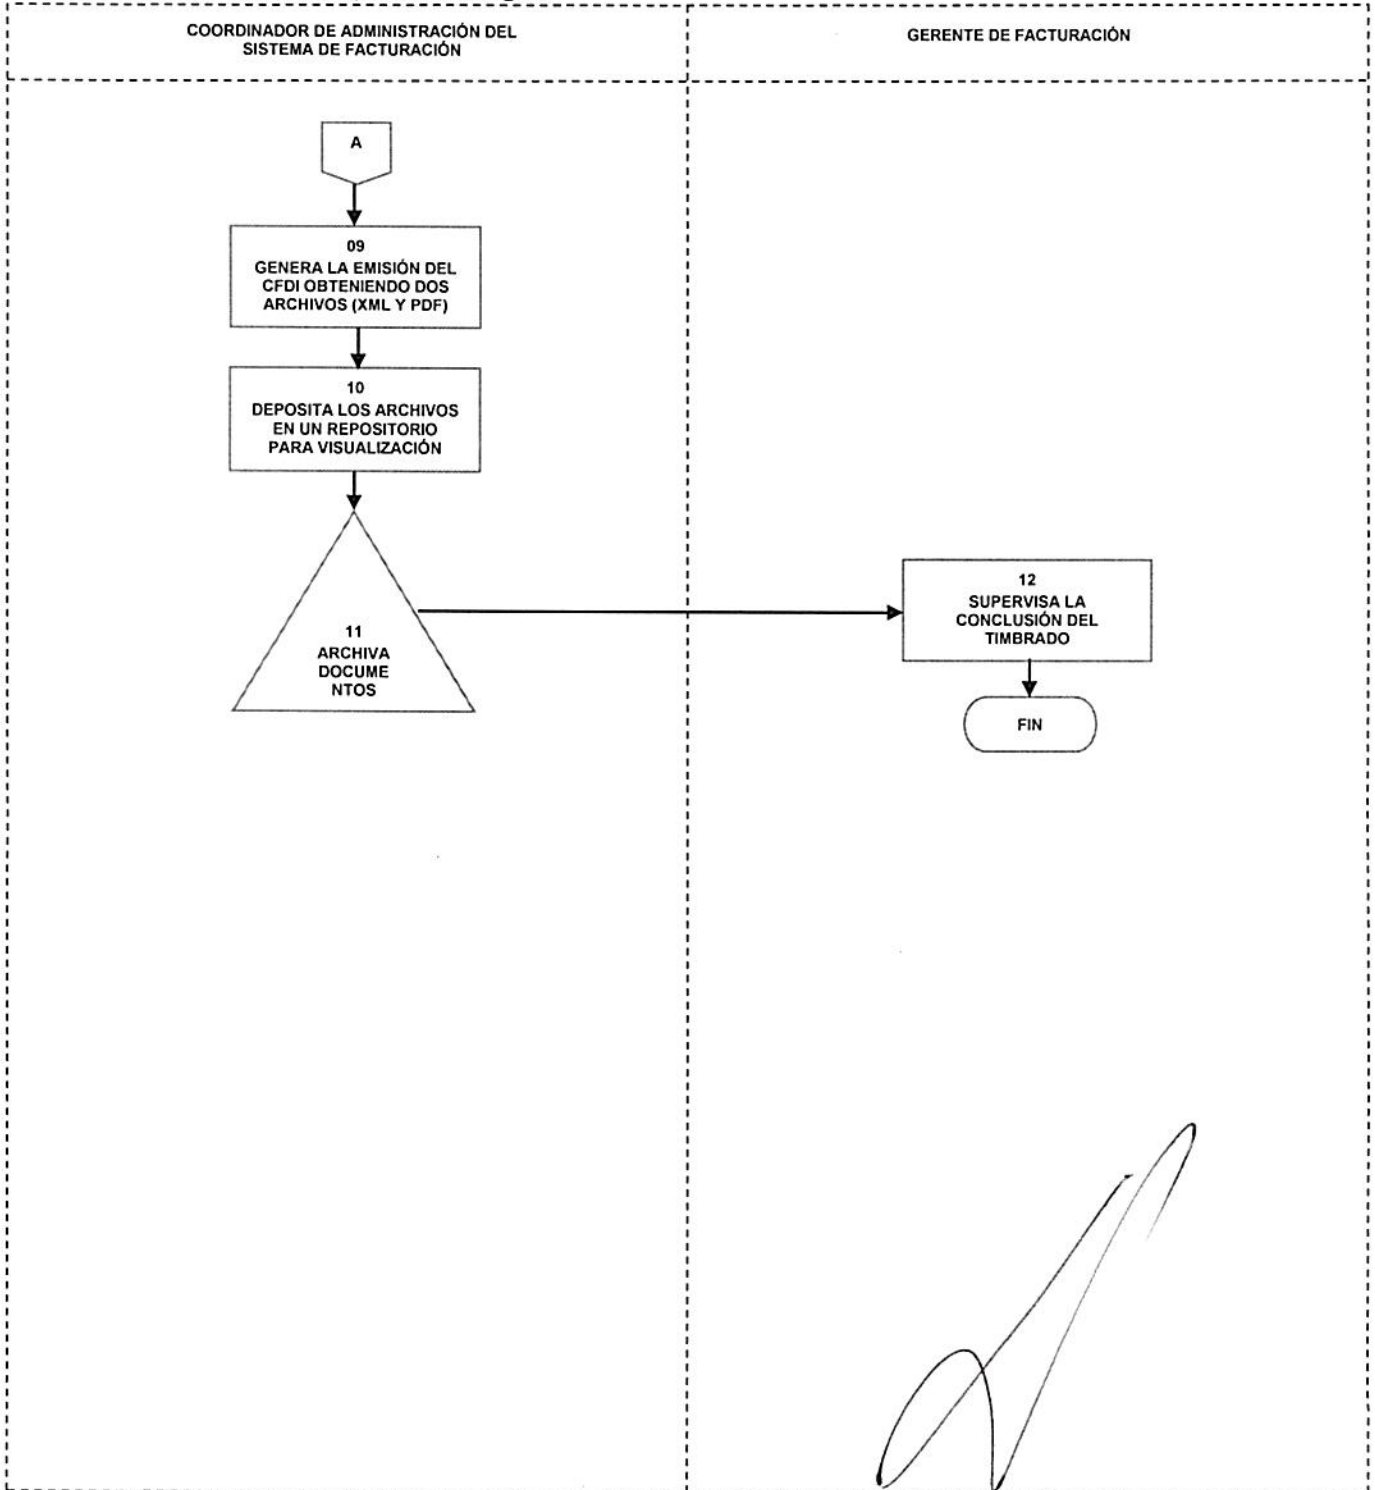 COORDINADOR DE ADMINISTRACIÓN DEL
SISTEMA DE FACTURACIÓN
GERENTE DE FACTURACIÓN
A
09
GENERA LA EMISIÓN DEL
CFDI OBTENIENDO DOS
ARCHIVOS (XML Y PDF)
10
DEPOSITA LOS ARCHIVOS
EN UN REPOSITORIO
PARA VISUALIZACIÓN
11
ARCHIVA
DOCUME
NTOS
12
SUPERVISA LA
CONCLUSIÓN DEL
TIMBRADO
FIN